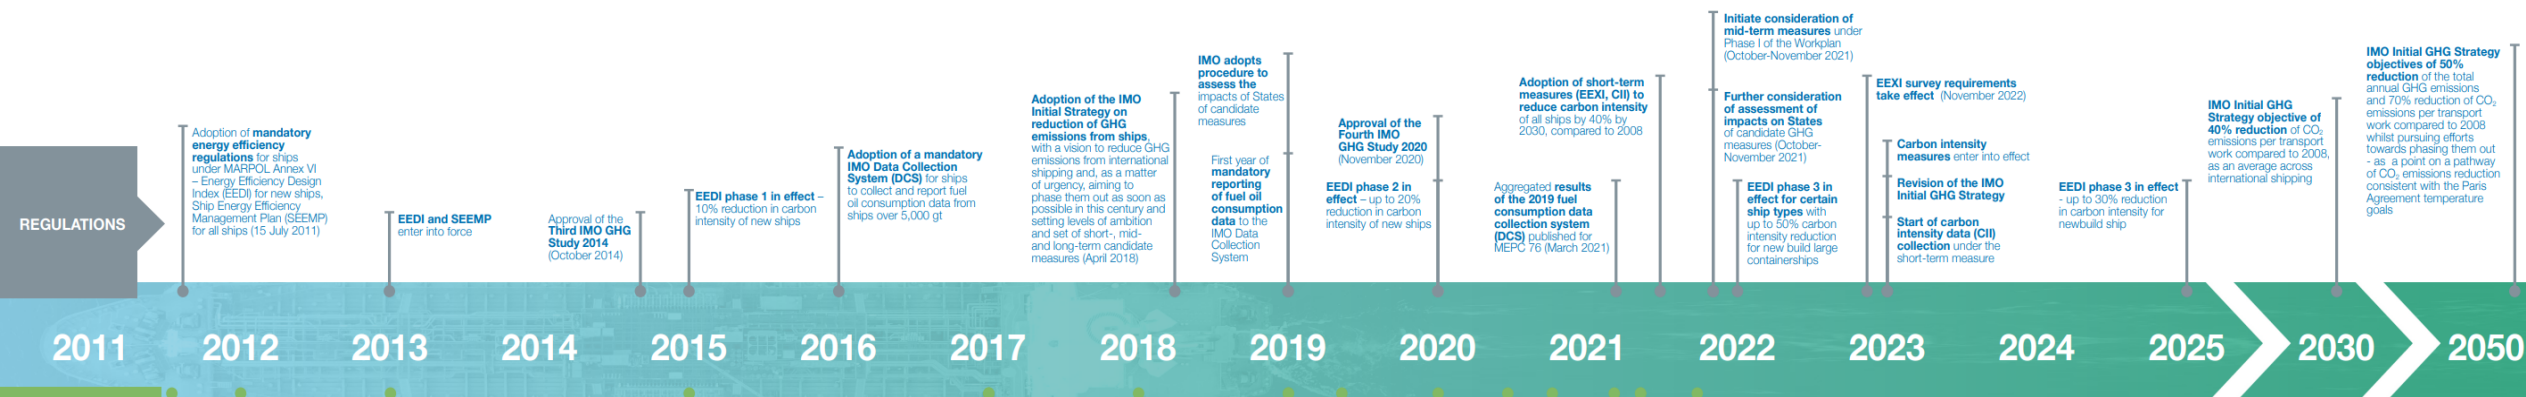 REGULATIONS
Adoption of mandatory
energy efficiency
regulations for ships
under MARPOL Annex VI
– Energy Efficiency Design
Index (EEDI) for new ships,
Ship Energy Efficiency
Management Plan (SEEMP)
for all ships (15 July 2011)
EEDI and SEEMP
enter into force
Approval of the
Third IMO GHG
Study 2014
(October 2014)
EEDI phase 1 in effect –
10% reduction in carbon
intensity of new ships
Adoption of a mandatory
IMO Data Collection
System (DCS) for ships
to collect and report fuel
oil consumption data from
ships over 5,000 gt
Adoption of the IMO
Initial Strategy on
reduction of GHG
emissions from ships,
with a vision to reduce GHG
emissions from international
shipping and, as a matter
of urgency, aiming to
phase them out as soon as
possible in this century and
setting levels of ambition
and set of short-, mid-
and long-term candidate
measures (April 2018)
IMO adopts
procedure to
assess the
impacts of States
of candidate
measures
First year of
mandatory
reporting
of fuel oil
consumption
data to the
IMO Data
Collection
System
Approval of the
Fourth IMO
GHG Study 2020
(November 2020)
EEDI phase 2 in
effect – up to 20%
reduction in carbon
intensity of new ships
Adoption of short-term
measures (EEXI, CII) to
reduce carbon intensity
of all ships by 40% by
2030, compared to 2008
Aggregated results
of the 2019 fuel
consumption data
collection system
(DCS) published for
MEPC 76 (March 2021)
Initiate consideration of
mid-term measures under
Phase I of the Workplan
(October-November 2021)
Further consideration
of assessment of
impacts on States
of candidate GHG
measures (October-
November 2021)
EEDI phase 3 in
effect for certain
ship types with
up to 50% carbon
intensity reduction
for new build large
containerships
EEXI survey requirements
take effect (November 2022)
Carbon intensity
measures enter into effect
Revision of the IMO
Initial GHG Strategy
Start of carbon
intensity data (CII)
collection under the
short-term measure
EEDI phase 3 in effect
- up to 30% reduction
in carbon intensity for
newbuild ship
IMO Initial GHG
Strategy objective of
40% reduction of CO₂
emissions per transport
work compared to 2008,
as an average across
international shipping
IMO Initial GHG Strategy
objectives of 50%
reduction of the total
annual GHG emissions
and 70% reduction of CO₂
emissions per transport
work compared to 2008
whilst pursuing efforts
towards phasing them out
- as a point on a pathway
of CO₂ emissions reduction
consistent with the Paris
Agreement temperature
goals
2011 2012 2013 2014 2015 2016 2017 2018 2019 2020 2021 2022 2023 2024 2025 2030 2050